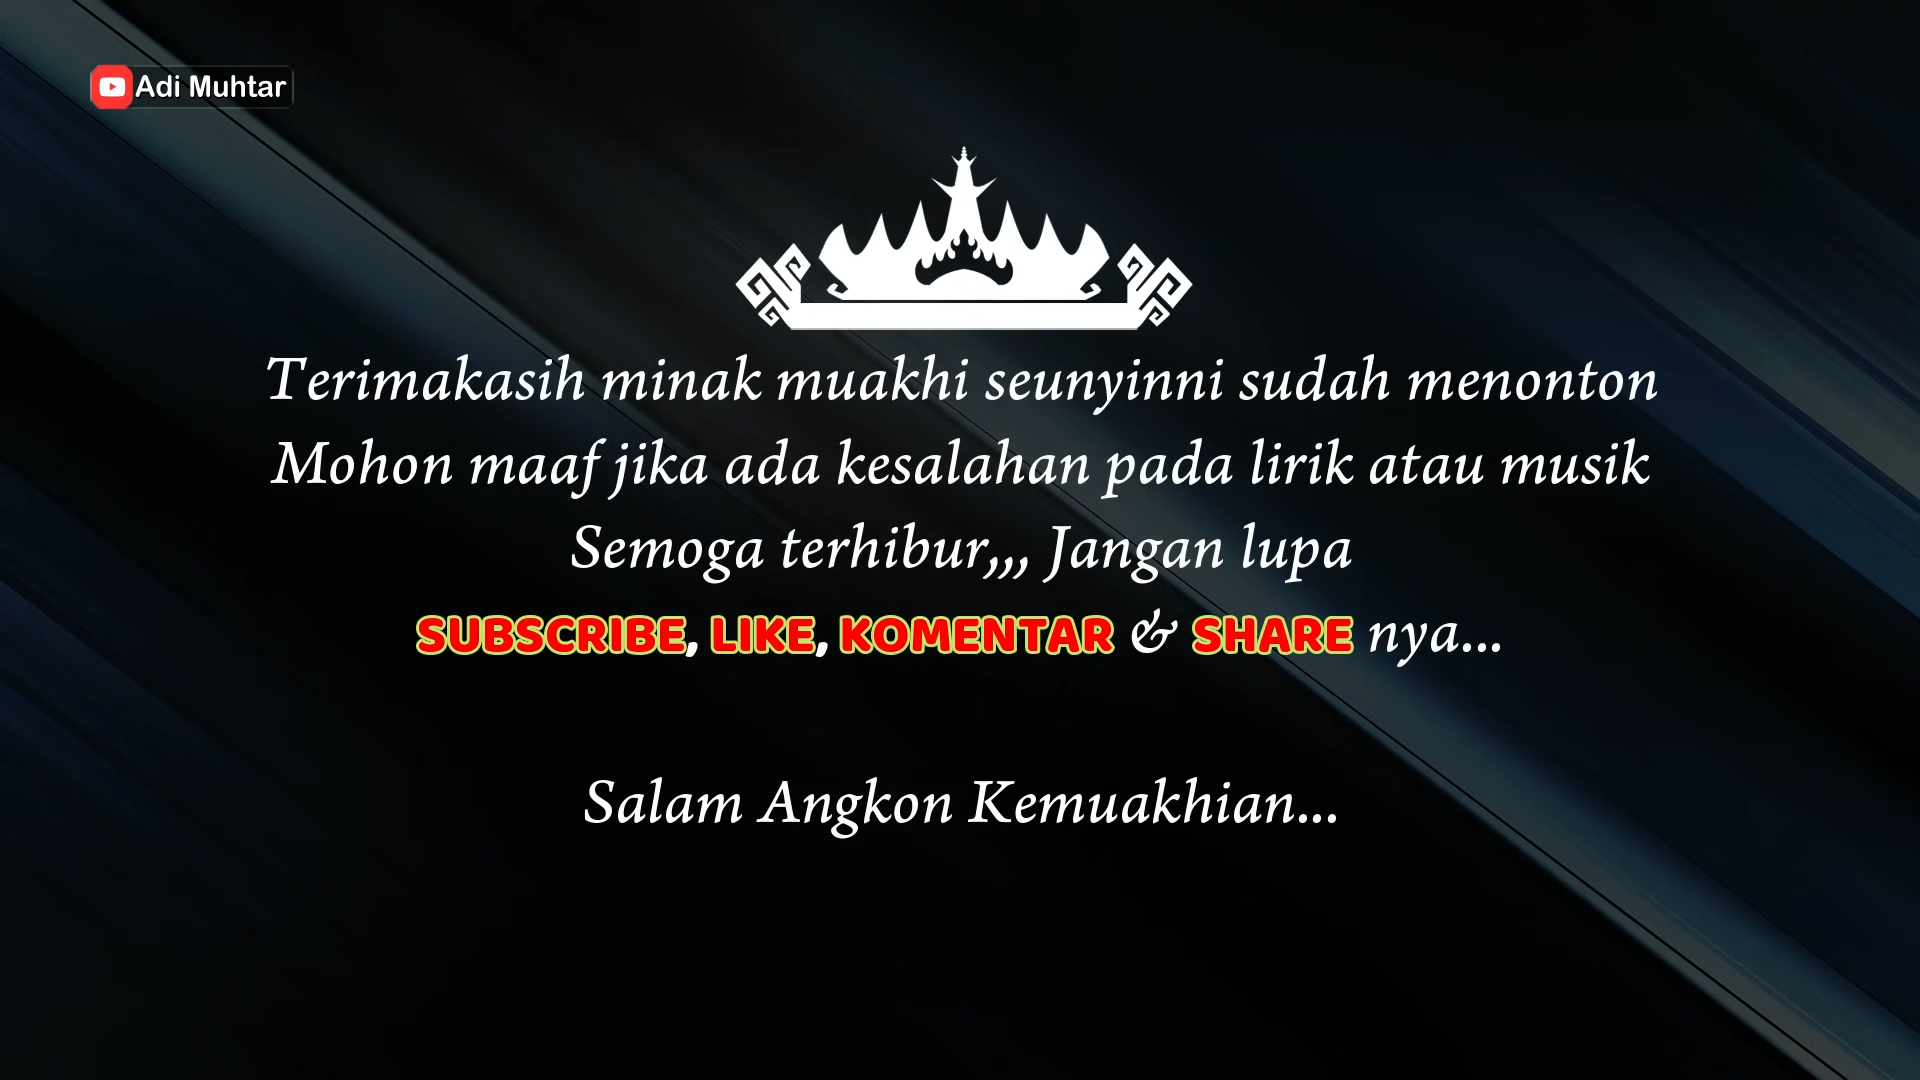 Adi Muhtar
Terimakasih minak muakhi seunyinni sudah menonton
Mohon maaf jika ada kesalahan pada lirik atau musik
Semoga terhibur,,, Jangan lupa
SUBSCRIBE, LIKE, KOMENTAR & SHARE nya...
Salam Angkon Kemuakhian...